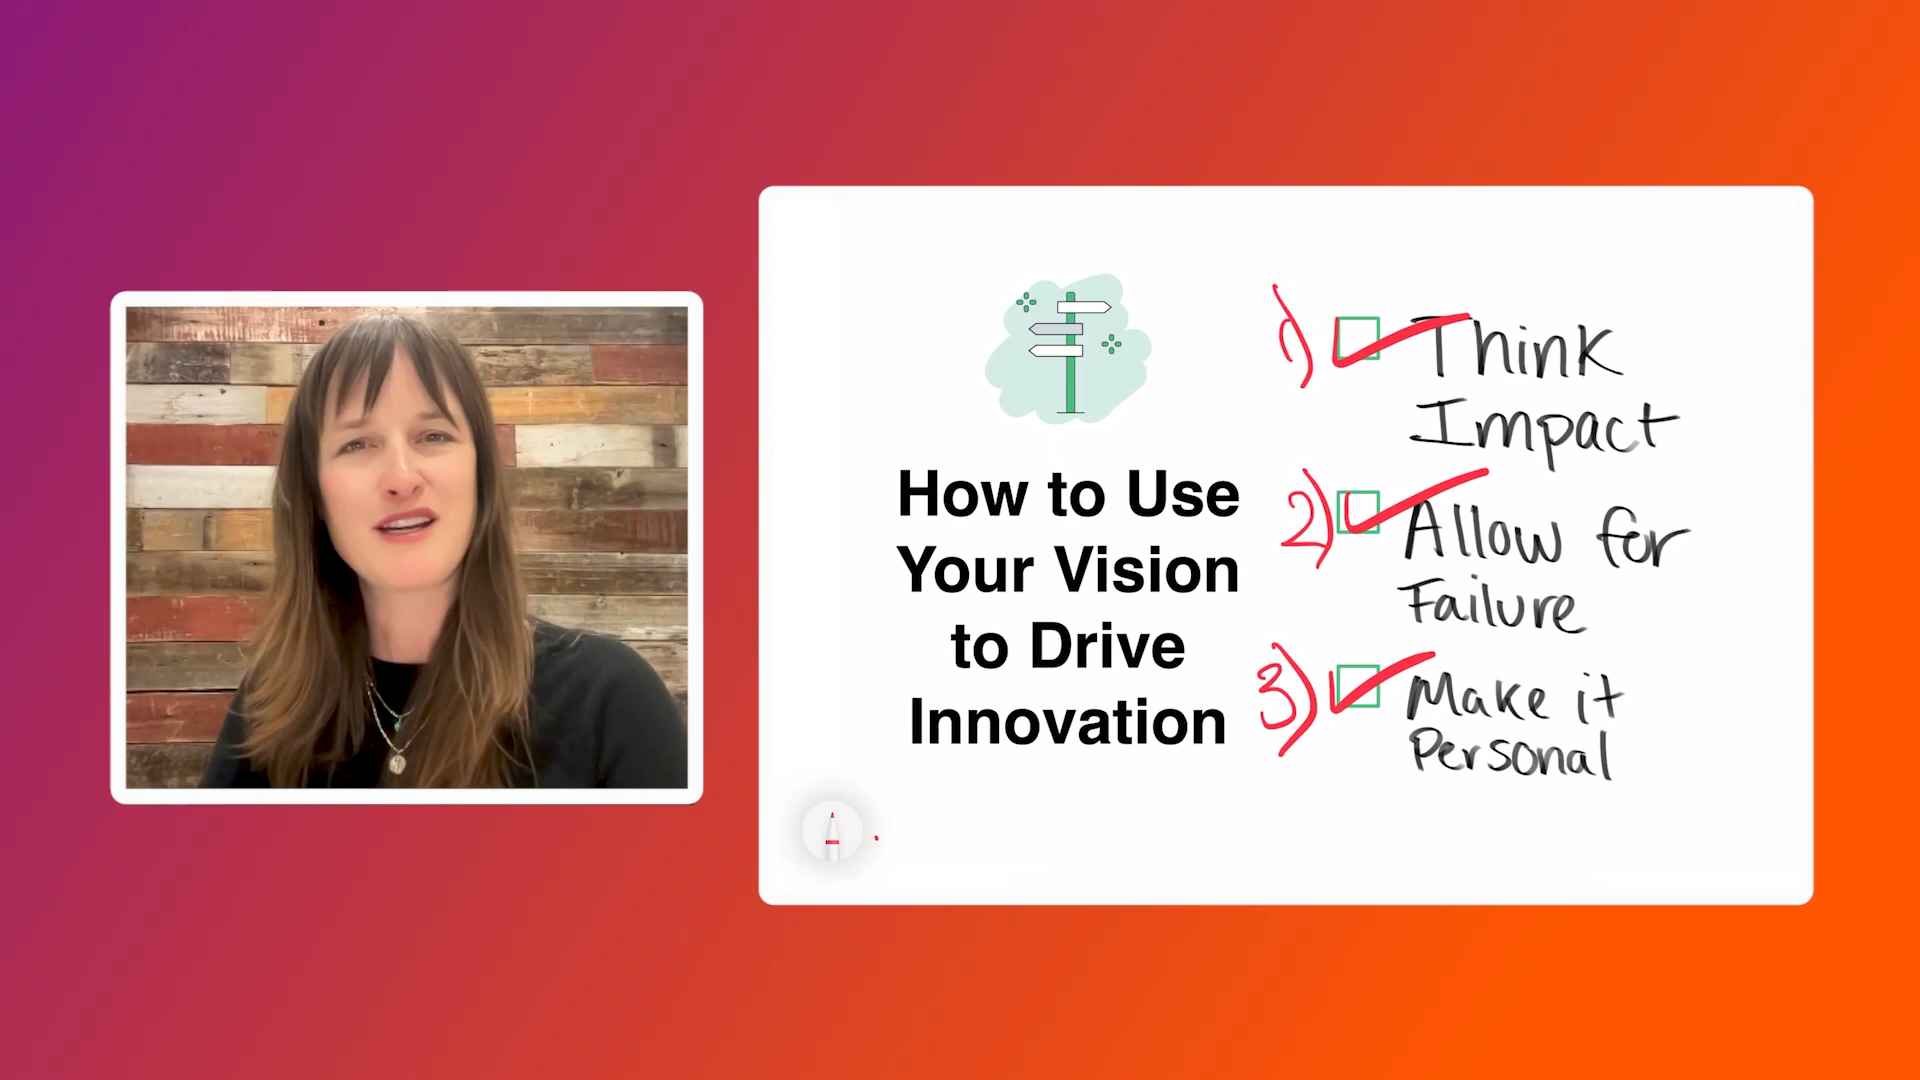 How to Use
Your Vision
to Drive
Innovation
1) Think
Impact
2) Allow for
Failure
3) Make it
Personal